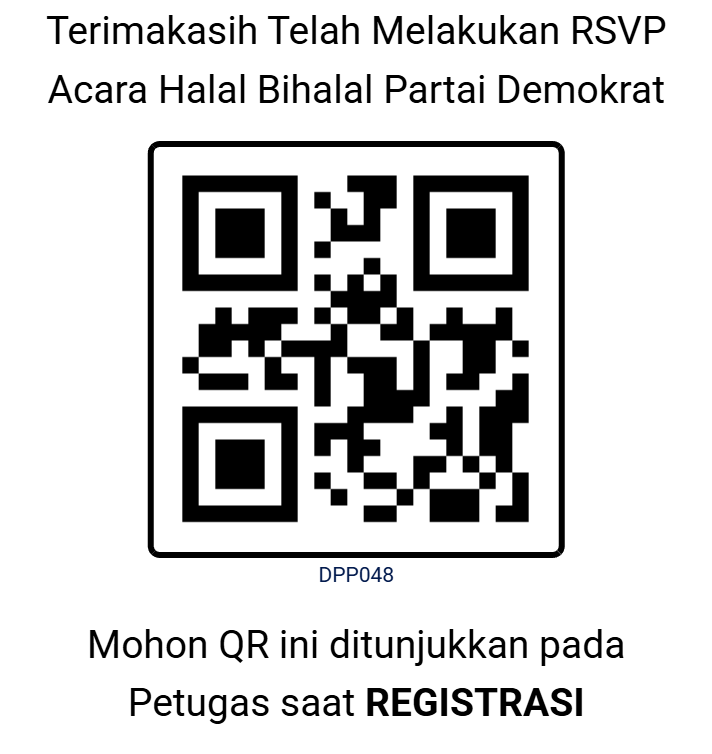 Terimakasih Telah Melakukan RSVP
Acara Halal Bihalal Partai Demokrat
DPP048
Mohon QR ini ditunjukkan pada
Petugas saat REGISTRASI